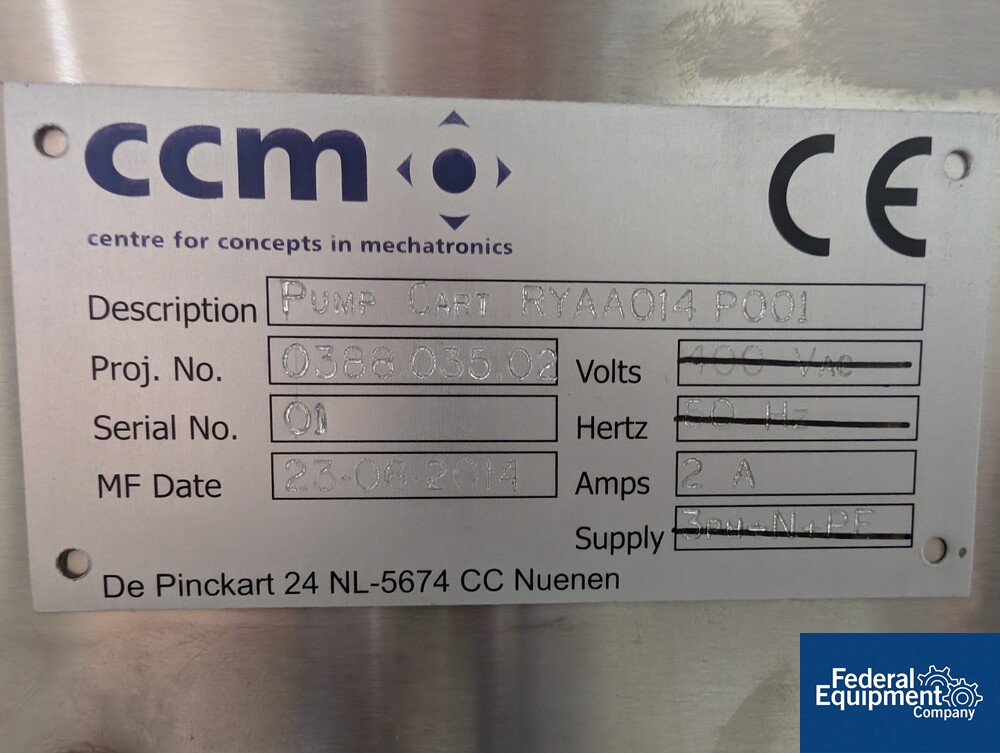 ccm
CE
centre for concepts in mechatronics
Description PUMP CART RYAA014 P001
Proj. No. 0388.035.02 Volts 400 VAC
Serial No. 01 Hertz 50 Hz
MF Date 23-06-2014 Amps 2 A
Supply 3PH+N+PE
De Pinckart 24 NL-5674 CC Nuenen
Federal
Equipment
Company